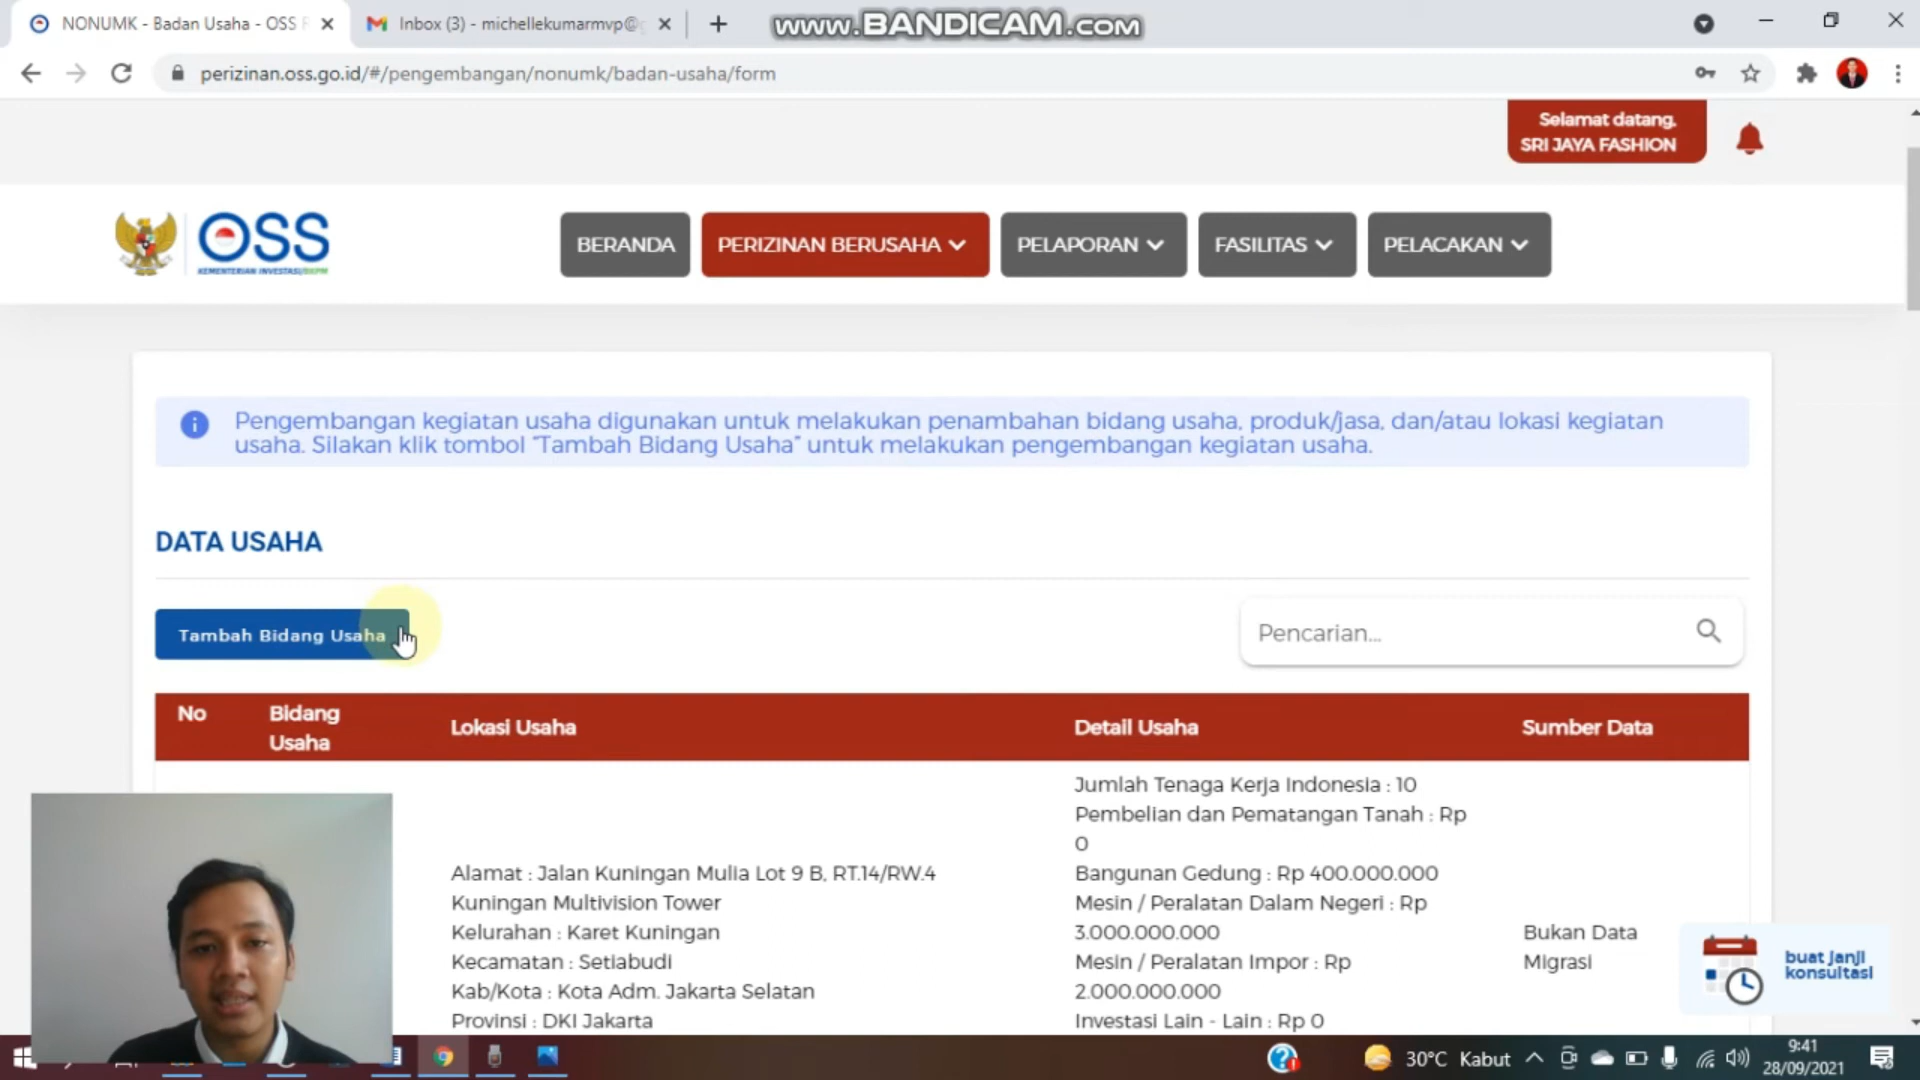 NONUMK - Badan Usaha - OSS
Inbox (3) - michellekumarmvp@
www.BANDICAM.com
perizinan.oss.go.id/#/pengembangan/nonumk/badan-usaha/form
Selamat datang,
SRI JAYA FASHION
OSS
KEMENTERIAN INVESTASI/BKPM
BERANDA
PERIZINAN BERUSAHA
PELAPORAN
FASILITAS
PELACAKAN
Pengembangan kegiatan usaha digunakan untuk melakukan penambahan bidang usaha, produk/jasa, dan/atau lokasi kegiatan
usaha. Silakan klik tombol "Tambah Bidang Usaha" untuk melakukan pengembangan kegiatan usaha.
DATA USAHA
Tambah Bidang Usaha
Pencarian...
No
Bidang
Usaha
Lokasi Usaha
Detail Usaha
Sumber Data
Alamat : Jalan Kuningan Mulia Lot 9 B, RT.14/RW.4
Kuningan Multivision Tower
Kelurahan : Karet Kuningan
Kecamatan : Setiabudi
Kab/Kota : Kota Adm. Jakarta Selatan
Provinsi : DKI Jakarta
Jumlah Tenaga Kerja Indonesia : 10
Pembelian dan Pematangan Tanah : Rp
0
Bangunan Gedung : Rp 400.000.000
Mesin / Peralatan Dalam Negeri : Rp
3.000.000.000
Mesin / Peralatan Impor : Rp
2.000.000.000
Investasi Lain - Lain : Rp 0
Bukan Data
Migrasi
buat janji
konsultasi
30°C Kabut
9:41
28/09/2021